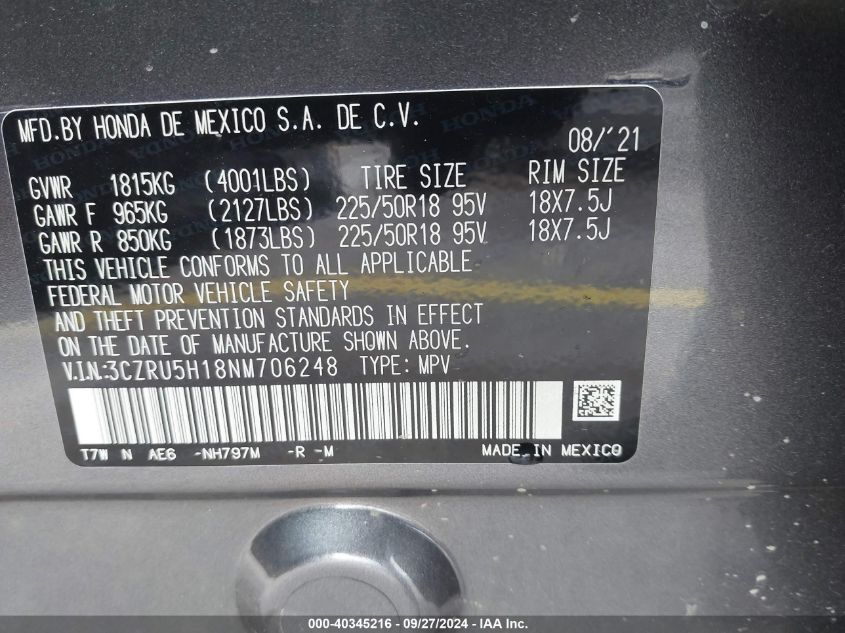 MFD.BY HONDA DE MEXICO S.A. DE C.V.
08/'21
GVWR 1815KG (4001LBS) TIRE SIZE RIM SIZE
GAWR F 965KG (2127LBS) 225/50R18 95V 18X7.5J
GAWR R 850KG (1873LBS) 225/50R18 95V 18X7.5J
THIS VEHICLE CONFORMS TO ALL APPLICABLE
FEDERAL MOTOR VEHICLE SAFETY
AND THEFT PREVENTION STANDARDS IN EFFECT
ON THE DATE OF MANUFACTURE SHOWN ABOVE.
V.I.N:3CZRU5H18NM706248 TYPE: MPV
T7W N AE6 -NH797M -R -M MADE IN MEXICO
000-40345216 - 09/27/2024 - IAA Inc.